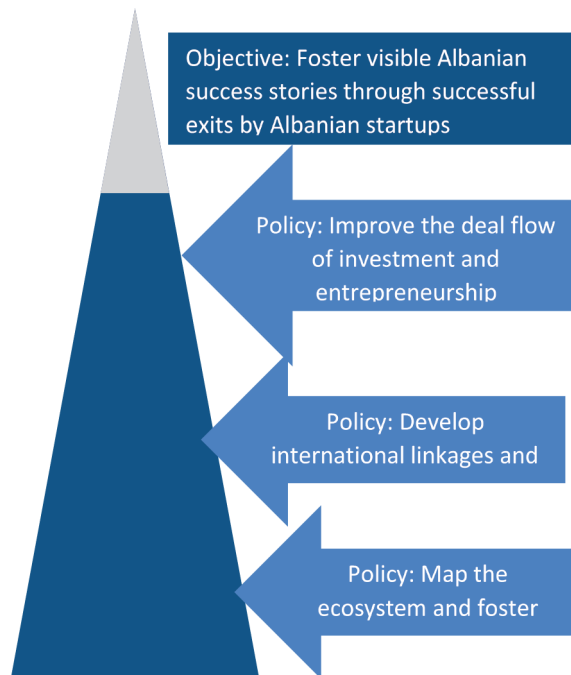 Objective: Foster visible Albanian
success stories through successful
exits by Albanian startups
Policy: Improve the deal flow
of investment and
entrepreneurship
Policy: Develop
international linkages and
Policy: Map the
ecosystem and foster